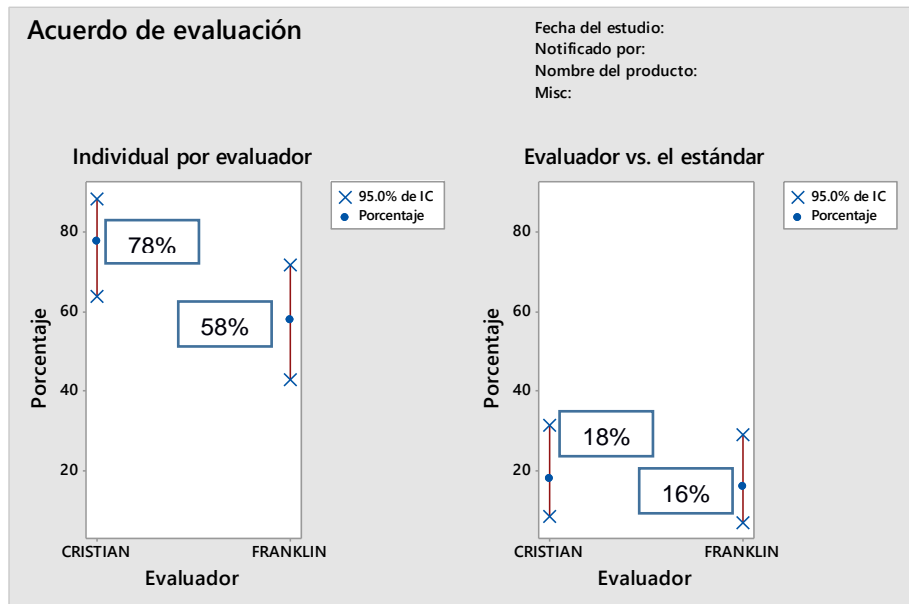 Acuerdo de evaluación
Fecha del estudio:
Notificado por:
Nombre del producto:
Misc:
Individual por evaluador
95.0% de IC
Porcentaje
80
60
40
20
Porcentaje
78%
58%
CRISTIAN
FRANKLIN
Evaluador
Evaluador vs. el estándar
95.0% de IC
Porcentaje
80
60
40
20
Porcentaje
18%
16%
CRISTIAN
FRANKLIN
Evaluador